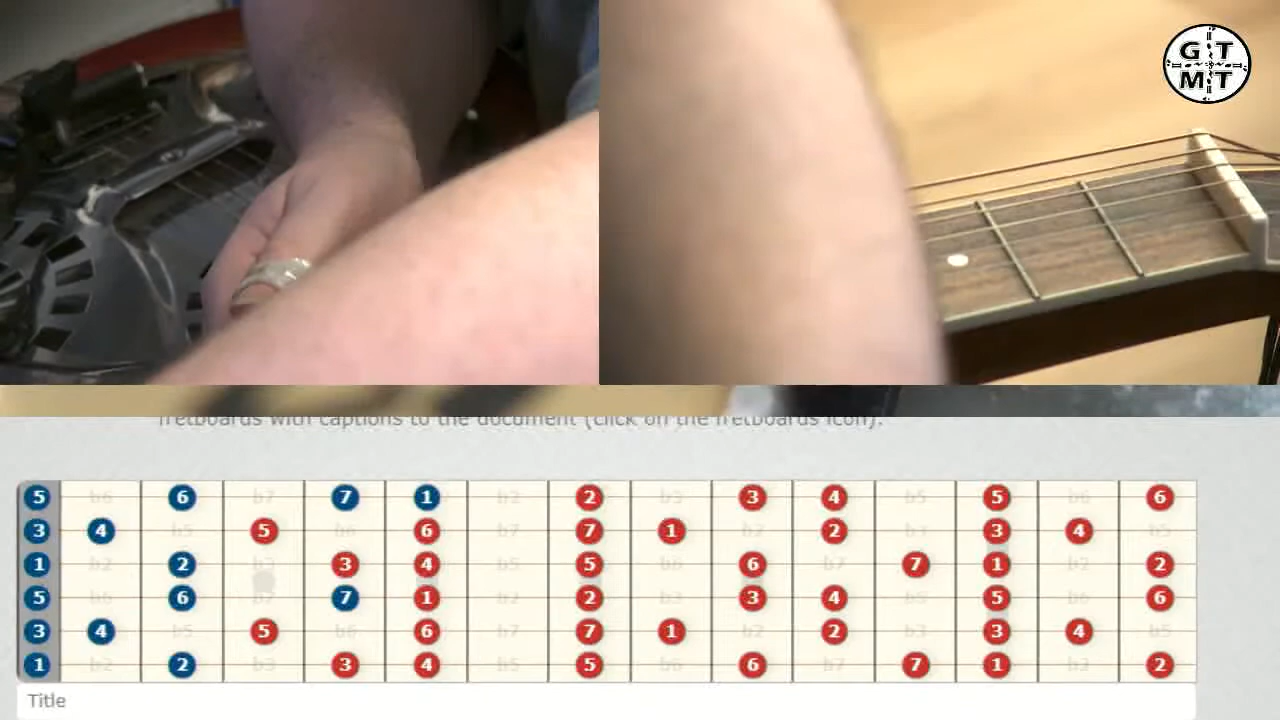 G T
M T
fretboards with captions to the document (click on the fretboards icon).
5 b6 6 b7 7 1 b2 2 b3 3 4 b5 5 b6 6
3 4 b5 5 b6 6 b7 7 1 b2 2 b3 3 4 b5
1 b2 2 b3 3 4 b5 5 b6 6 b7 7 1 b2 2
5 b6 6 b7 7 1 b2 2 b3 3 4 b5 5 b6 6
3 4 b5 5 b6 6 b7 7 1 b2 2 b3 3 4 b5
1 b2 2 b3 3 4 b5 5 b6 6 b7 7 1 b2 2
Title